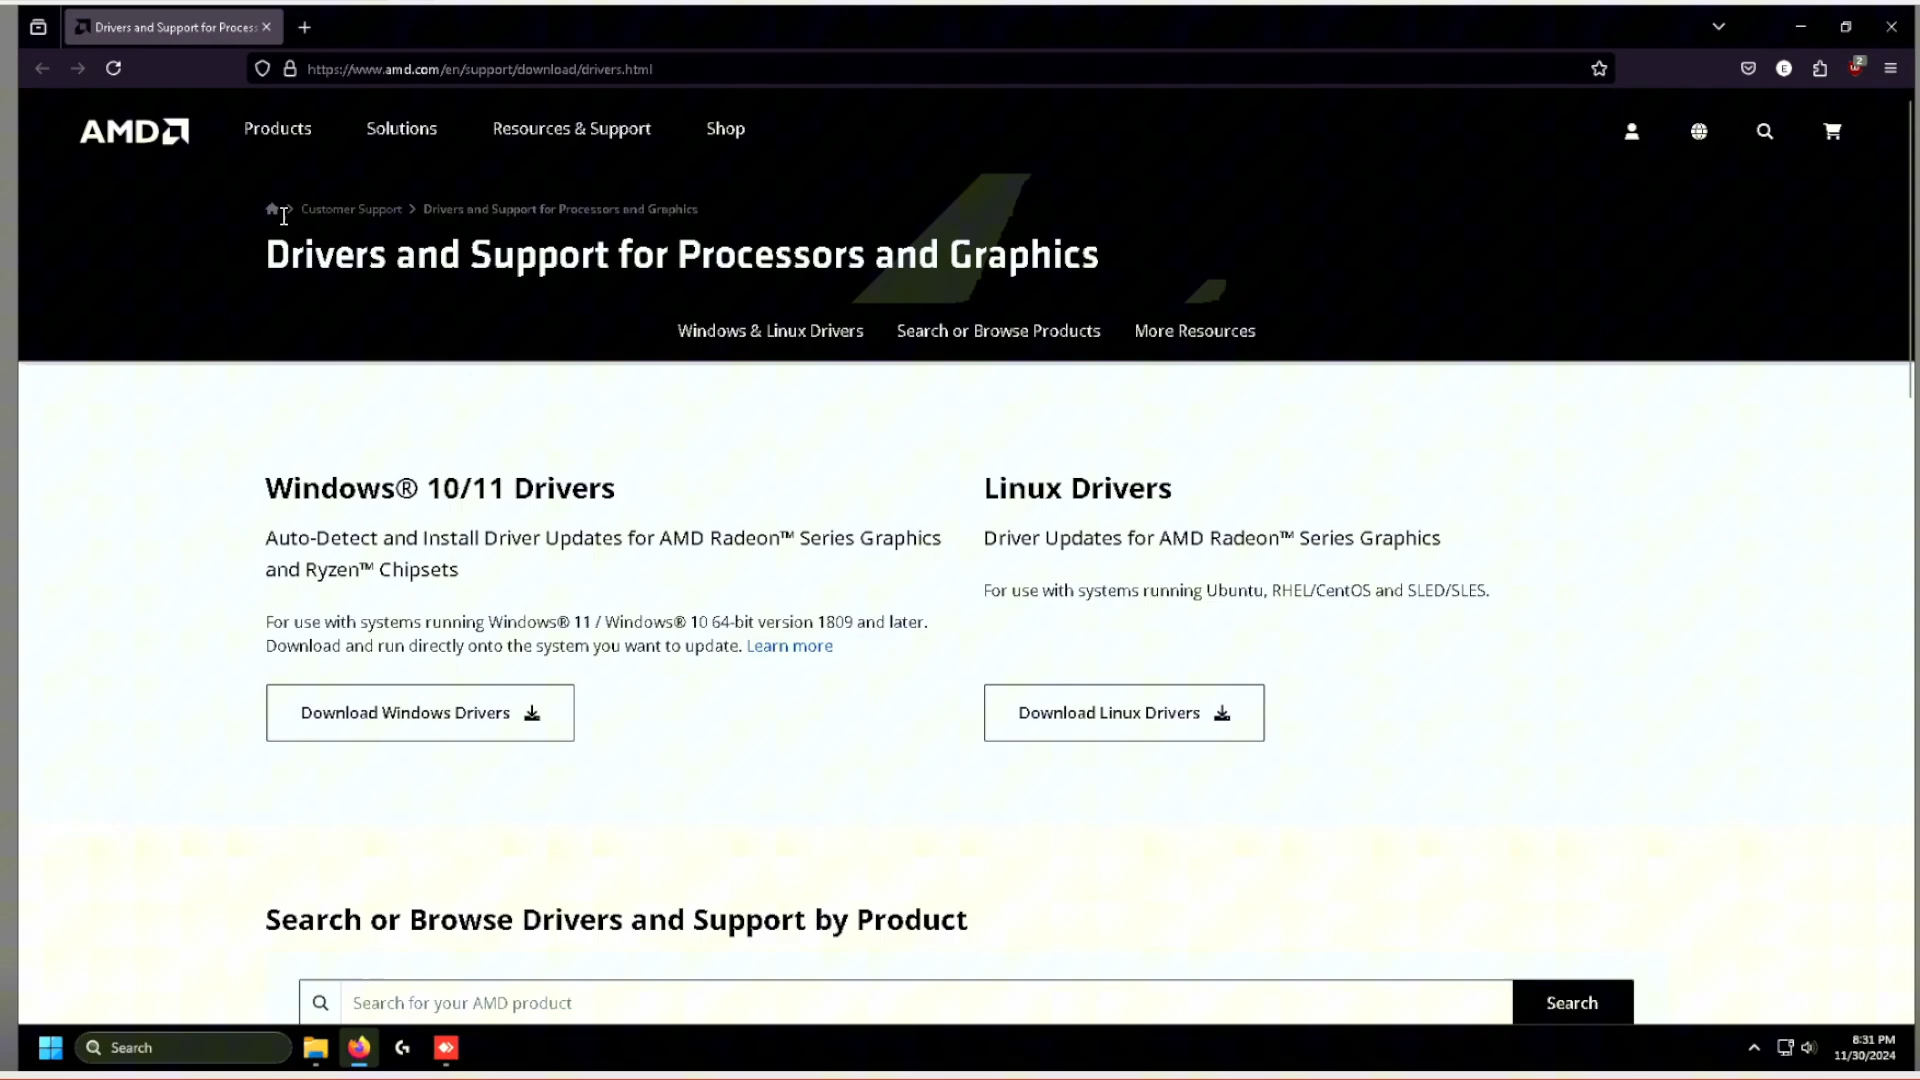 Drivers and Support for Proces
https://www.amd.com/en/support/download/drivers.html
E
2
AMD
Products
Solutions
Resources & Support
Shop
Customer Support > Drivers and Support for Processors and Graphics
Drivers and Support for Processors and Graphics
Windows & Linux Drivers
Search or Browse Products
More Resources
Windows® 10/11 Drivers
Auto-Detect and Install Driver Updates for AMD Radeon™ Series Graphics
and Ryzen™ Chipsets
For use with systems running Windows® 11 / Windows® 10 64-bit version 1809 and later.
Download and run directly onto the system you want to update. Learn more
Download Windows Drivers
Linux Drivers
Driver Updates for AMD Radeon™ Series Graphics
For use with systems running Ubuntu, RHEL/CentOS and SLED/SLES.
Download Linux Drivers
Search or Browse Drivers and Support by Product
Search for your AMD product
Search
Search
8:31 PM
11/30/2024